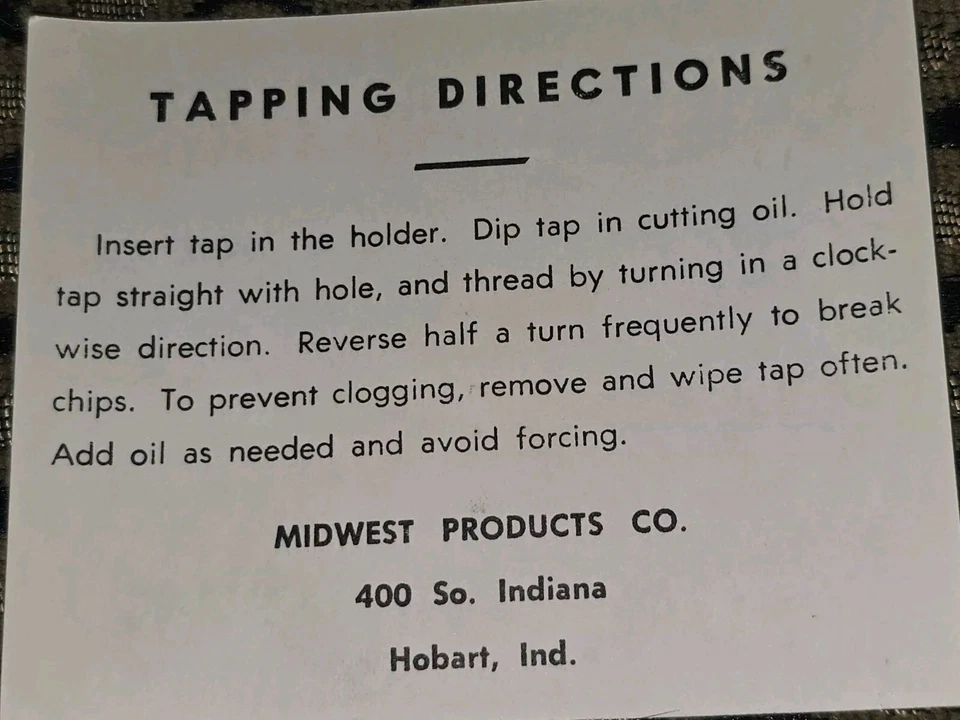 TAPPING DIRECTIONS
Insert tap in the holder. Dip tap in cutting oil. Hold
tap straight with hole, and thread by turning in a clock-
wise direction. Reverse half a turn frequently to break
chips. To prevent clogging, remove and wipe tap often.
Add oil as needed and avoid forcing.
MIDWEST PRODUCTS CO.
400 So. Indiana
Hobart, Ind.